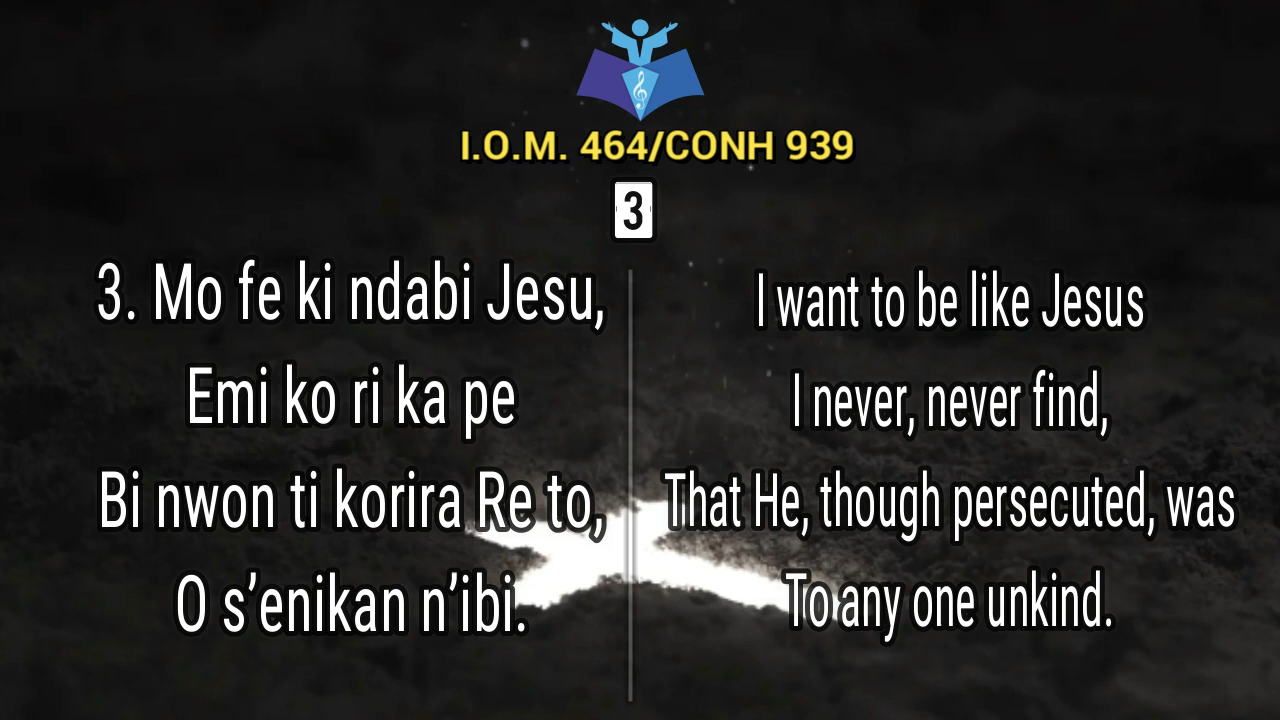 I.O.M. 464/CONH 939
3
3. Mo fe ki ndabi Jesu,
Emi ko ri ka pe
Bi nwon ti korira Re to,
O s’enikan n’ibi.
I want to be like Jesus
I never, never find,
That He, though persecuted, was
To any one unkind.